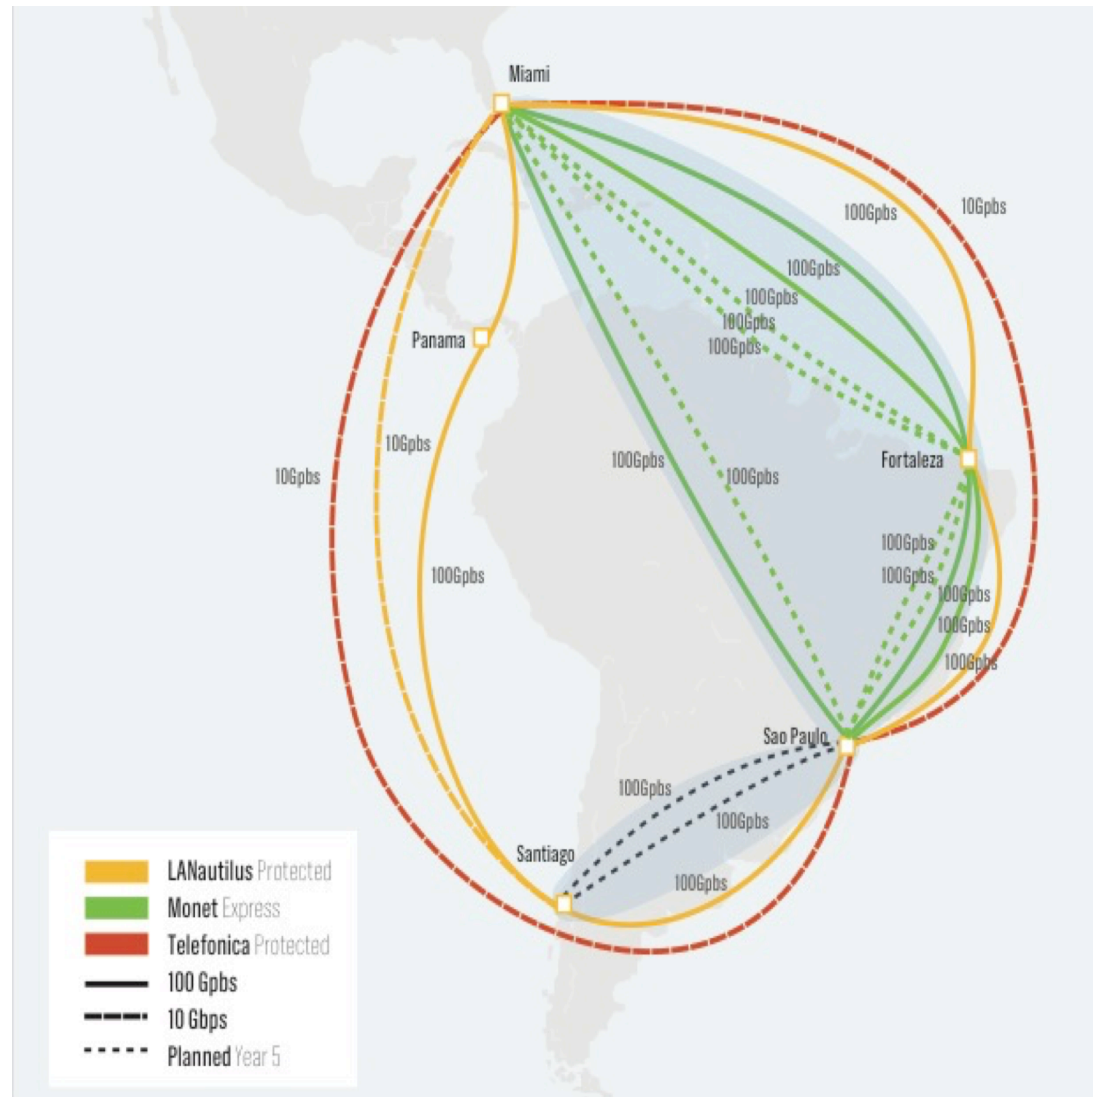 Miami
100Gpbs
10Gpbs
100Gpbs
100Gpbs
100Gpbs
100Gpbs
Panama
10Gpbs
10Gpbs
100Gpbs
100Gpbs
Fortaleza
100Gpbs
100Gpbs
100Gpbs
100Gpbs
100Gpbs
100Gpbs
Sao Paulo
100Gpbs
100Gpbs
Santiago
100Gpbs
LANautilus Protected
Monet Express
Telefonica Protected
100 Gpbs
10 Gbps
Planned Year 5